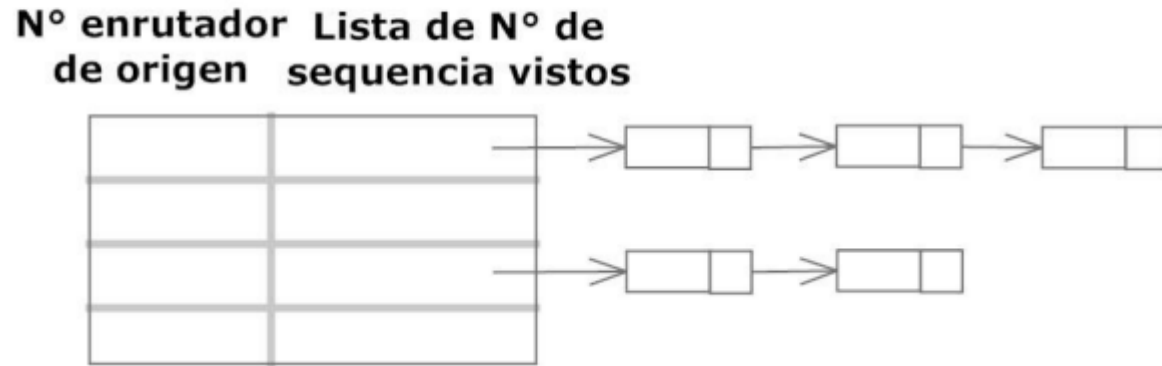 N° enrutador Lista de N° de
de origen sequencia vistos